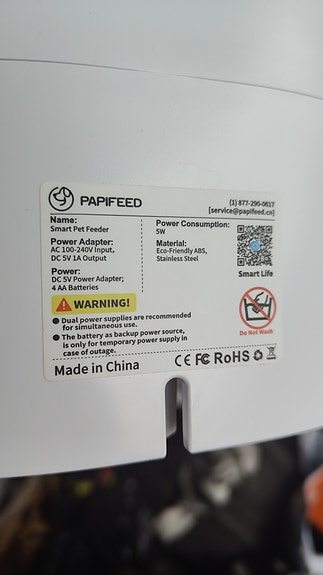 PAPIFEED
(1) 877-290-0617
[service@papifeed.cn]
Name:
Smart Pet Feeder
Power Adapter:
AC 100-240V Input,
DC 5V 1A Output
Power:
DC 5V Power Adapter;
4 AA Batteries
Power Consumption:
5W
Material:
Eco-Friendly ABS,
Stainless Steel
Smart Life
WARNING!
Dual power supplies are recommended
for simultaneous use.
The battery as backup power source,
is only for temporary power supply in
case of outage.
Do Not Wash
Made in China
CE FC RoHS